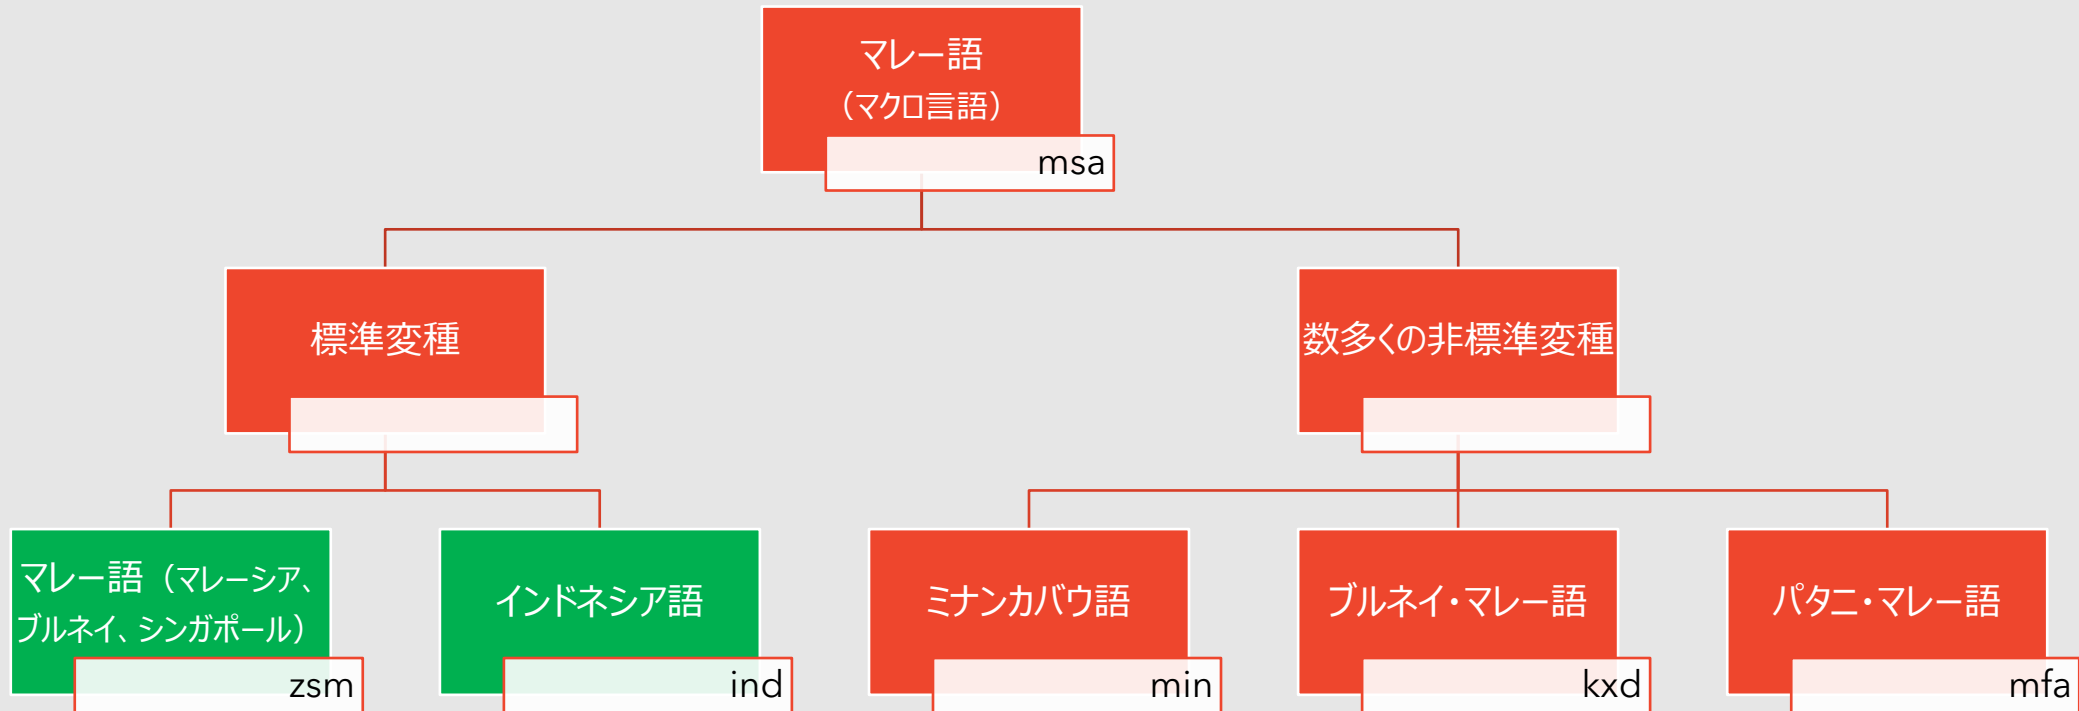 マレー語
（マクロ言語）
msa
標準変種
数多くの非標準変種
マレー語（マレーシア、
ブルネイ、シンガポール）
zsm
インドネシア語
ind
ミナンカバウ語
min
ブルネイ・マレー語
kxd
パタニ・マレー語
mfa